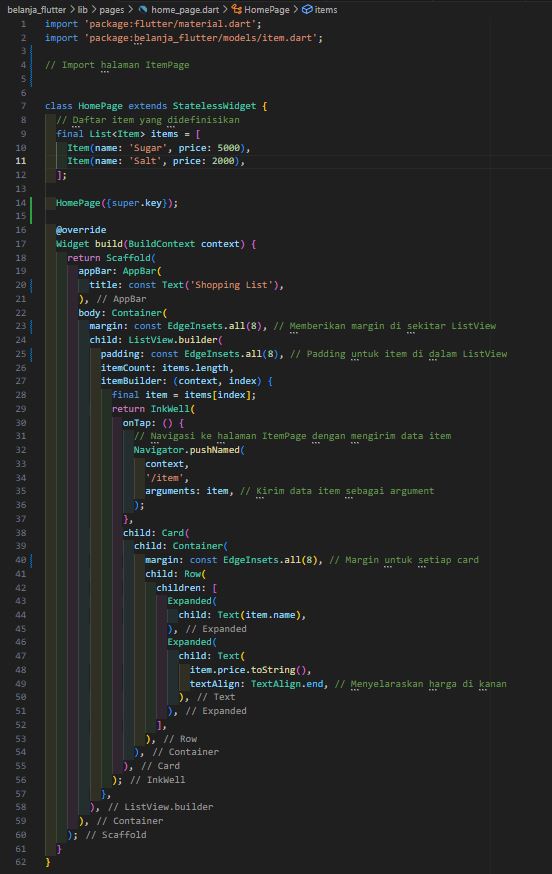 belanja_flutter > lib > pages > home_page.dart > HomePage > items
1 import 'package:flutter/material.dart';
2 import 'package:belanja_flutter/models/item.dart';
3
4 // Import halaman ItemPage
5
6
7 class HomePage extends StatelessWidget {
8 // Daftar item yang didefinisikan
9 final List<Item> items = [
10 Item(name: 'Sugar', price: 5000),
11 Item(name: 'Salt', price: 2000),
12 ];
13
14 HomePage({super.key});
15
16 @override
17 Widget build(BuildContext context) {
18 return Scaffold(
19 appBar: AppBar(
20 title: const Text('Shopping List'),
21 ), // AppBar
22 body: Container(
23 margin: const EdgeInsets.all(8), // Memberikan margin di sekitar ListView
24 child: ListView.builder(
25 padding: const EdgeInsets.all(8), // Padding untuk item di dalam ListView
26 itemCount: items.length,
27 itemBuilder: (context, index) {
28 final item = items[index];
29 return InkWell(
30 onTap: () {
31 // Navigasi ke halaman ItemPage dengan mengirim data item
32 Navigator.pushNamed(
33 context,
34 '/item',
35 arguments: item, // Kirim data item sebagai argument
36 );
37 },
38 child: Card(
39 child: Container(
40 margin: const EdgeInsets.all(8), // Margin untuk setiap card
41 child: Row(
42 children: [
43 Expanded(
44 child: Text(item.name),
45 ), // Expanded
46 Expanded(
47 child: Text(
48 item.price.toString(),
49 textAlign: TextAlign.end, // Menyelaraskan harga di kanan
50 ), // Text
51 ), // Expanded
52 ],
53 ), // Row
54 ), // Container
55 ), // Card
56 ); // InkWell
57 },
58 ), // ListView.builder
59 ), // Container
60 ); // Scaffold
61 }
62 }